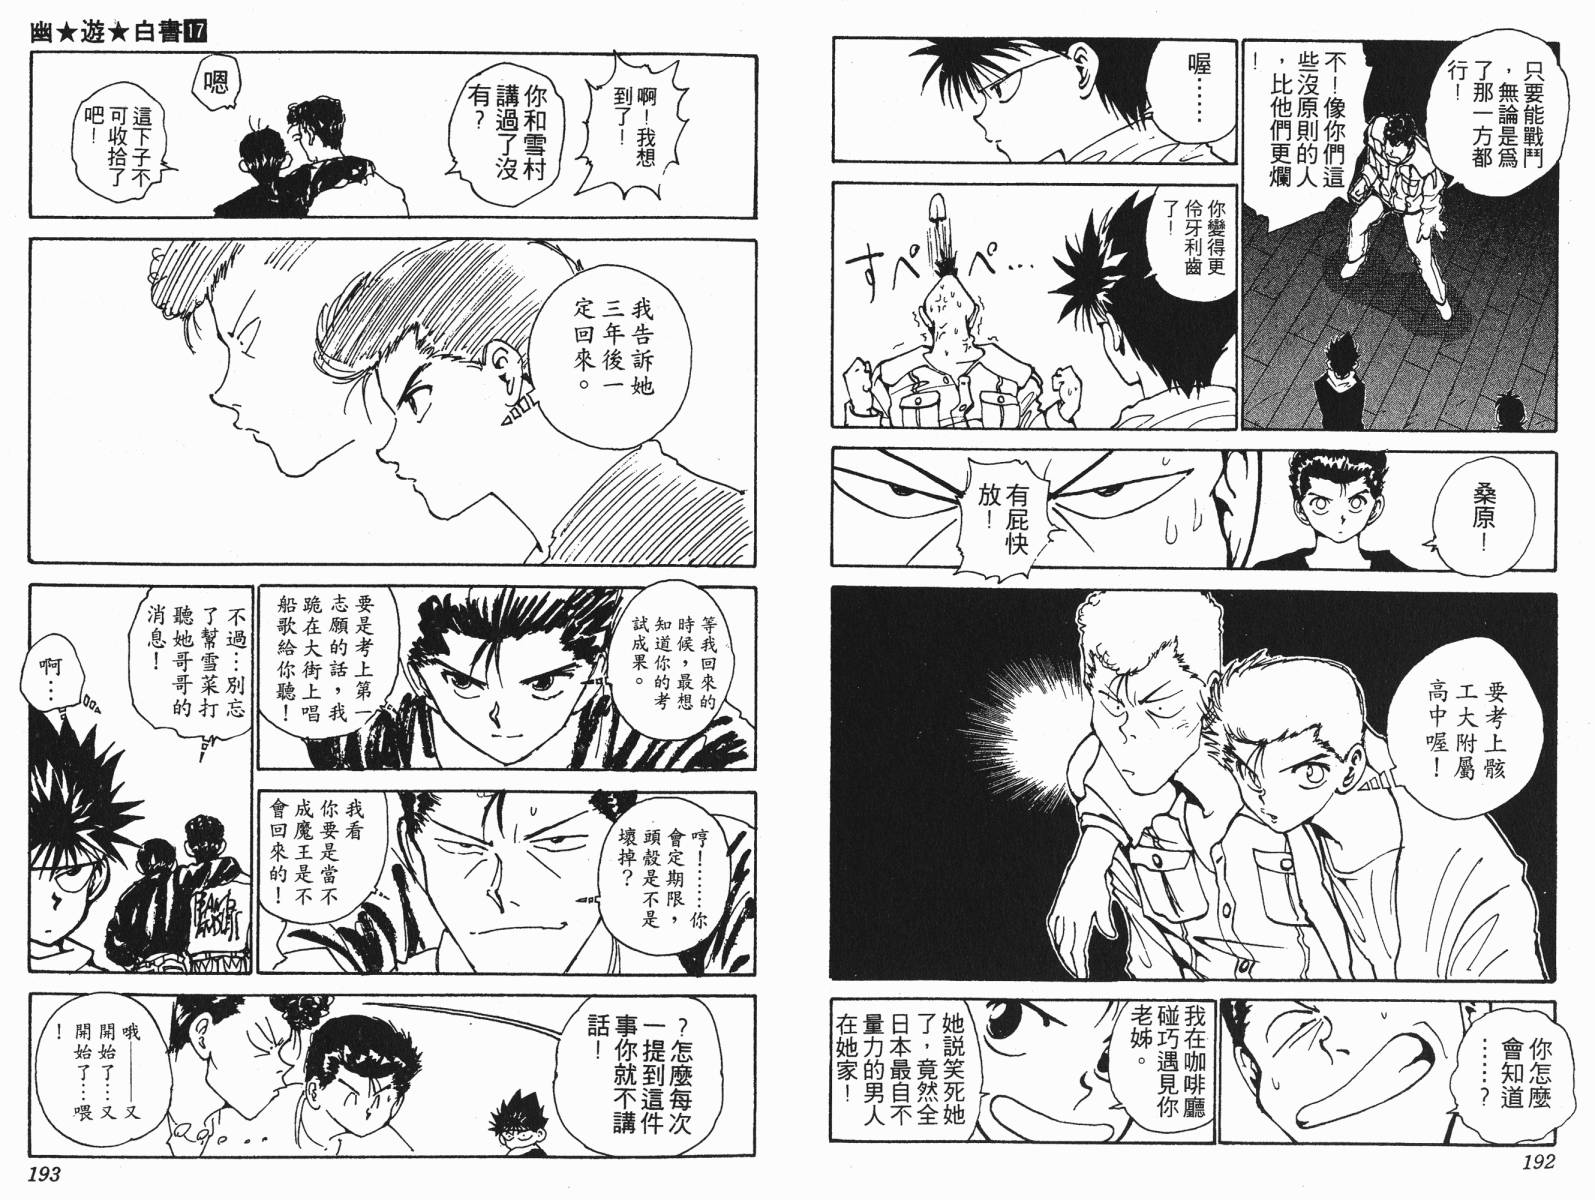 只要能戰鬥
，無論是爲
了那一方都
行！
不！像你們這
些沒原則的人
，比他們更爛
！
喔……
你變得更
伶牙利齒
了！
すぺぺ…
桑原！
有屁快
放！
要考上骸
工大附屬
高中喔！
你怎麼
會知道
……？
我在咖啡廳
碰巧遇見你
老姊。
她說笑死她
了，竟然全
日本最自不
量力的男人
在她家！
192
幽★遊★白書17
啊！我想
到了！
你和雪村
講過了沒
有？
嗯
這下子不
可收拾了
吧！
我告訴她
三年後一
定回來。
等我回來的
時候，最想
知道你的考
試成果。
要是考上第一
志願的話，我
跪在大街上唱
船歌給你聽！
不過…別忘
了幫雪菜打
聽她哥哥的
消息！
啊…
哼！……你
會定期限，
頭殼是不是
壞掉？
我看
你要是當不
成魔王是不
會回來的！
？怎麼每次
一提到這件
事你就不講
話！
哦——又
開始了…又
開始了…喂
！
193